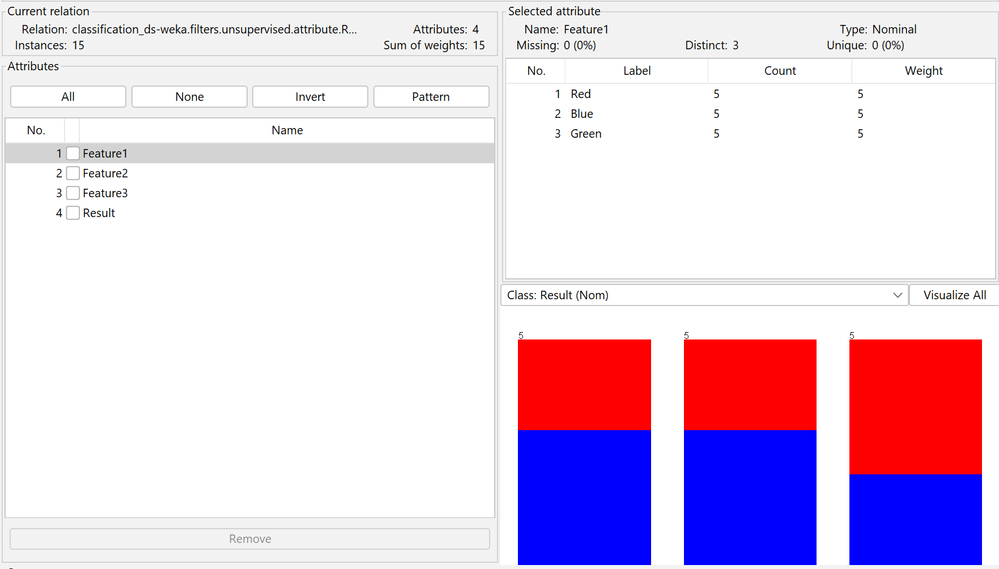 Current relation
Relation: classification_ds-weka.filters.unsupervised.attribute.R... Attributes: 4
Instances: 15 Sum of weights: 15
Attributes
All None Invert Pattern
No. Name
1 Feature1
2 Feature2
3 Feature3
4 Result
Remove
Selected attribute
Name: Feature1 Type: Nominal
Missing: 0 (0%) Distinct: 3 Unique: 0 (0%)
No. Label Count Weight
1 Red 5 5
2 Blue 5 5
3 Green 5 5
Class: Result (Nom) Visualize All
5 5 5